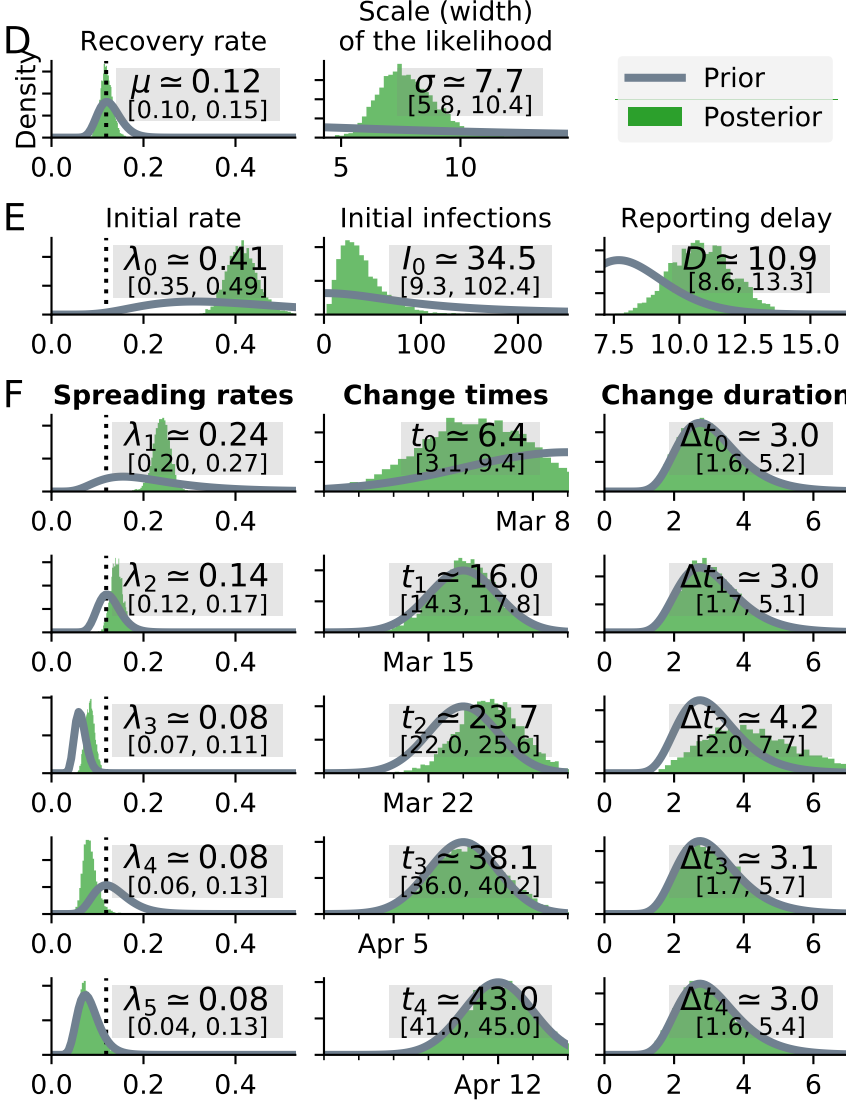 D
Density
Recovery rate
μ ≃ 0.12
[0.10, 0.15]
0.0 0.2 0.4
Scale (width)
of the likelihood
σ ≃ 7.7
[5.8, 10.4]
5 10
Prior
Posterior
E
Initial rate
λ0 ≃ 0.41
[0.35, 0.49]
0.0 0.2 0.4
Initial infections
I0 ≃ 34.5
[9.3, 102.4]
0 100 200
Reporting delay
D ≃ 10.9
[8.6, 13.3]
7.5 10.0 12.5 15.0
F
Spreading rates
Change times
Change duration
λ1 ≃ 0.24
[0.20, 0.27]
0.0 0.2 0.4
t0 ≃ 6.4
[3.1, 9.4]
Mar 8
Δt0 ≃ 3.0
[1.6, 5.2]
0 2 4 6
λ2 ≃ 0.14
[0.12, 0.17]
0.0 0.2 0.4
t1 ≃ 16.0
[14.3, 17.8]
Mar 15
Δt1 ≃ 3.0
[1.7, 5.1]
0 2 4 6
λ3 ≃ 0.08
[0.07, 0.11]
0.0 0.2 0.4
t2 ≃ 23.7
[22.0, 25.6]
Mar 22
Δt2 ≃ 4.2
[2.0, 7.7]
0 2 4 6
λ4 ≃ 0.08
[0.06, 0.13]
0.0 0.2 0.4
t3 ≃ 38.1
[36.0, 40.2]
Apr 5
Δt3 ≃ 3.1
[1.7, 5.7]
0 2 4 6
λ5 ≃ 0.08
[0.04, 0.13]
0.0 0.2 0.4
t4 ≃ 43.0
[41.0, 45.0]
Apr 12
Δt4 ≃ 3.0
[1.6, 5.4]
0 2 4 6